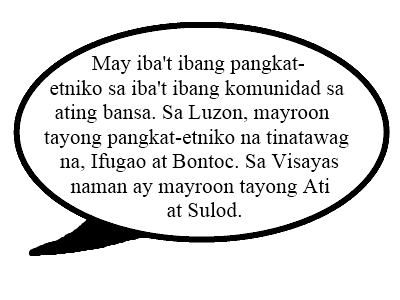 May iba't ibang pangkat-
etniko sa iba't ibang komunidad sa
ating bansa. Sa Luzon, mayroon
tayong pangkat-etniko na tinatawag
na, Ifugao at Bontoc. Sa Visayas
naman ay mayroon tayong Ati
at Sulod.